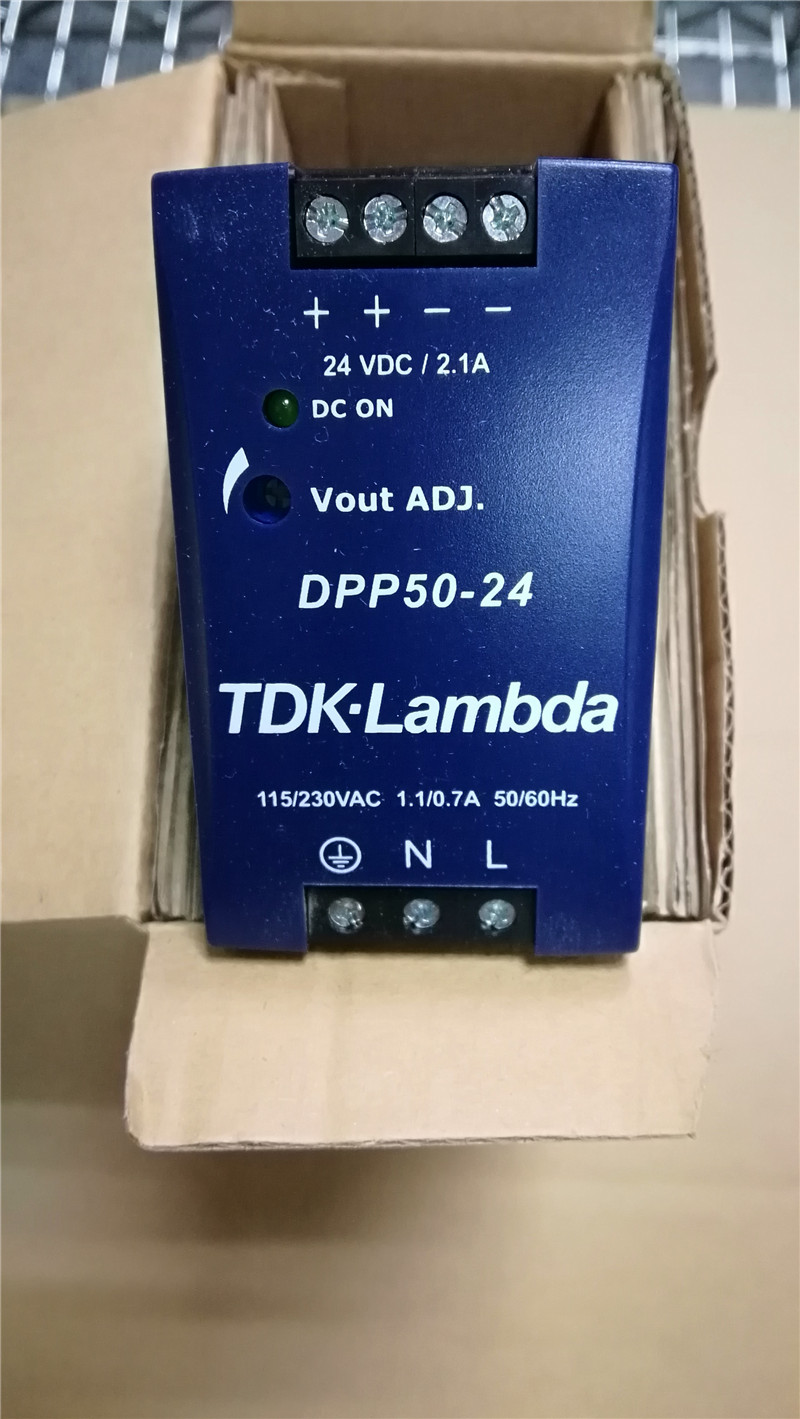 + + − −
24 VDC / 2.1A
DC ON
Vout ADJ.
DPP50-24
TDK·Lambda
115/230VAC 1.1/0.7A 50/60Hz
N L